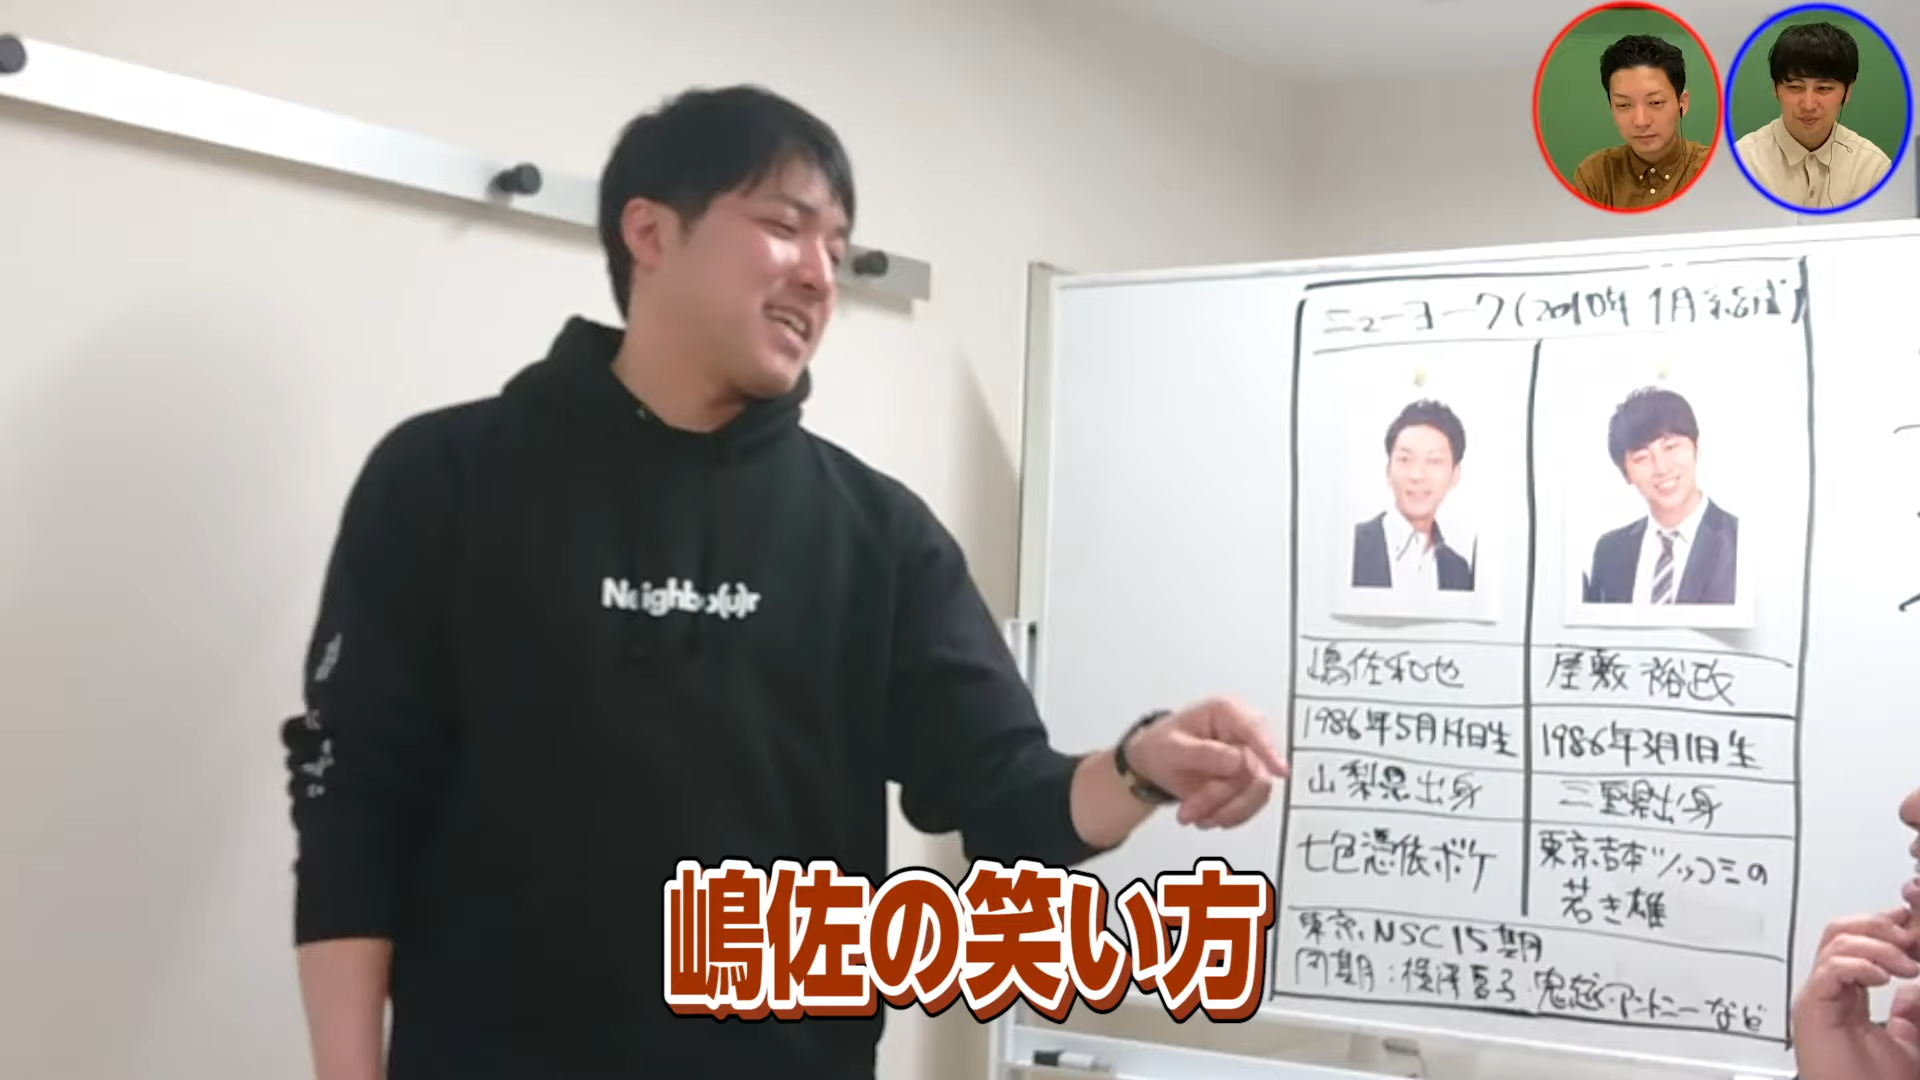 ニューヨーク(2010年1月結成)
嶋佐和也
屋敷裕政
1986年5月14日生
1986年3月1日生
山梨県出身
三重県出身
七色憑依ボケ
東京吉本ツッコミの
若き雄
東京NSC15期
同期:横澤夏子、鬼越、アントニーなど
Neighbo(u)r
嶋佐の笑い方